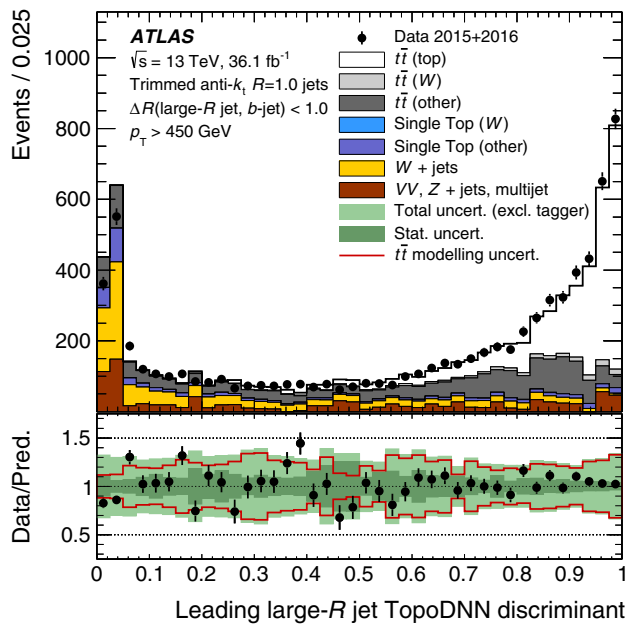 Events / 0.025
1000
800
600
400
200
ATLAS
√s = 13 TeV, 36.1 fb⁻¹
Trimmed anti-kₜ R=1.0 jets
ΔR(large-R jet, b-jet) < 1.0
p_T > 450 GeV
Data 2015+2016
tt̄ (top)
tt̄ (W)
tt̄ (other)
Single Top (W)
Single Top (other)
W + jets
VV, Z + jets, multijet
Total uncert. (excl. tagger)
Stat. uncert.
tt̄ modelling uncert.
Data/Pred.
1.5
1
0.5
0 0.1 0.2 0.3 0.4 0.5 0.6 0.7 0.8 0.9 1
Leading large-R jet TopoDNN discriminant